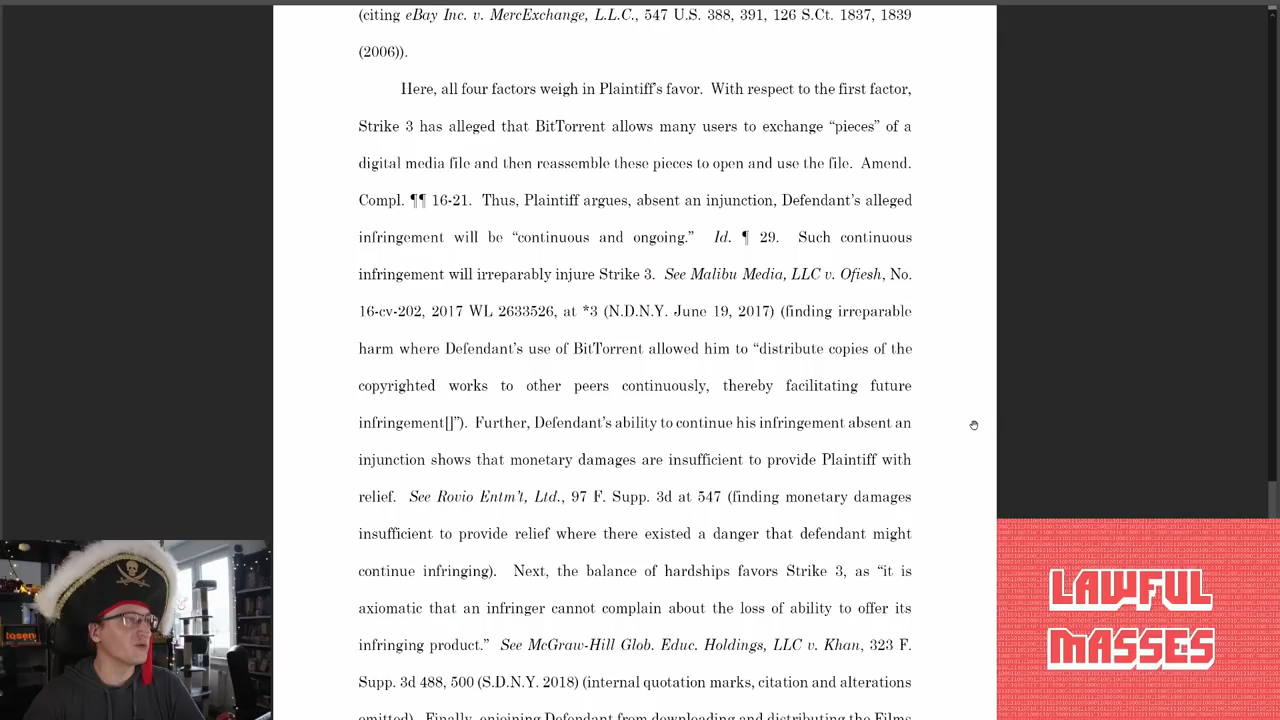 (citing eBay Inc. v. MercExchange, L.L.C., 547 U.S. 388, 391, 126 S.Ct. 1837, 1839
(2006)).
Here, all four factors weigh in Plaintiff's favor. With respect to the first factor,
Strike 3 has alleged that BitTorrent allows many users to exchange “pieces” of a
digital media file and then reassemble these pieces to open and use the file. Amend.
Compl. ¶¶ 16-21. Thus, Plaintiff argues, absent an injunction, Defendant's alleged
infringement will be “continuous and ongoing.” Id. ¶ 29. Such continuous
infringement will irreparably injure Strike 3. See Malibu Media, LLC v. Ofiesh, No.
16-cv-202, 2017 WL 2633526, at *3 (N.D.N.Y. June 19, 2017) (finding irreparable
harm where Defendant's use of BitTorrent allowed him to “distribute copies of the
copyrighted works to other peers continuously, thereby facilitating future
infringement[]”). Further, Defendant's ability to continue his infringement absent an
injunction shows that monetary damages are insufficient to provide Plaintiff with
relief. See Rovio Entm't, Ltd., 97 F. Supp. 3d at 547 (finding monetary damages
insufficient to provide relief where there existed a danger that defendant might
continue infringing). Next, the balance of hardships favors Strike 3, as “it is
axiomatic that an infringer cannot complain about the loss of ability to offer its
infringing product.” See McGraw-Hill Glob. Educ. Holdings, LLC v. Khan, 323 F.
Supp. 3d 488, 500 (S.D.N.Y. 2018) (internal quotation marks, citation and alterations
Finally, enjoining Defendant from downloading and distributing the Films
LAWFUL
MASSES